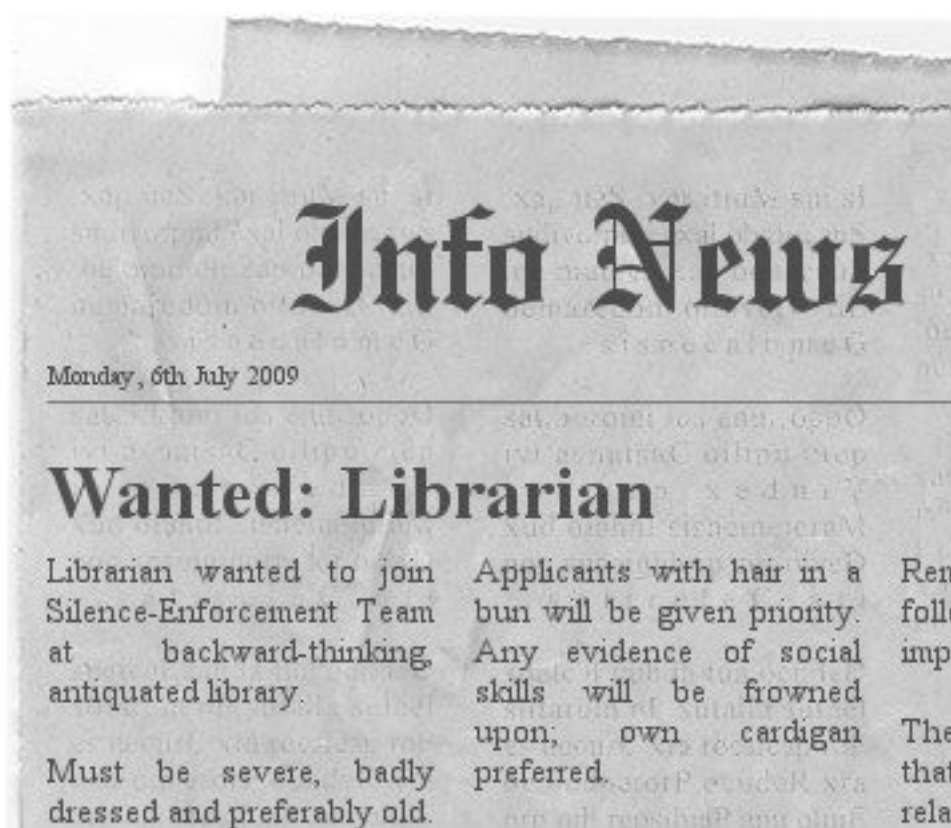 Info News
Monday, 6th July 2009
Wanted: Librarian
Librarian wanted to join
Silence-Enforcement Team
at backward-thinking,
antiquated library.
Must be severe, badly
dressed and preferably old.
Applicants with hair in a
bun will be given priority.
Any evidence of social
skills will be frowned
upon; own cardigan
preferred.